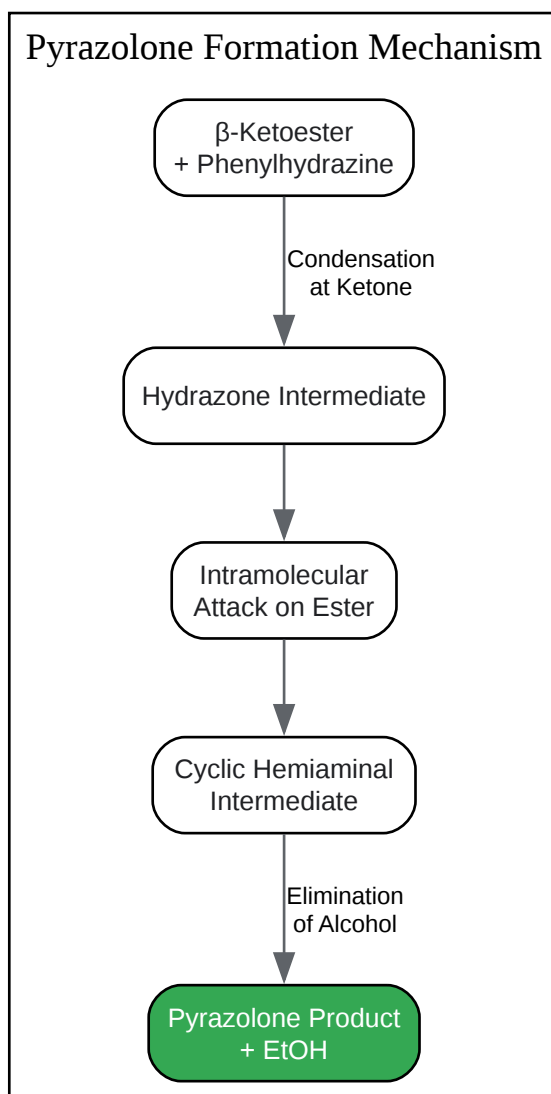 Pyrazolone Formation Mechanism
β-Ketoester
+ Phenylhydrazine
Condensation
at Ketone
Hydrazone Intermediate
Intramolecular
Attack on Ester
Cyclic Hemiaminal
Intermediate
Elimination
of Alcohol
Pyrazolone Product
+ EtOH